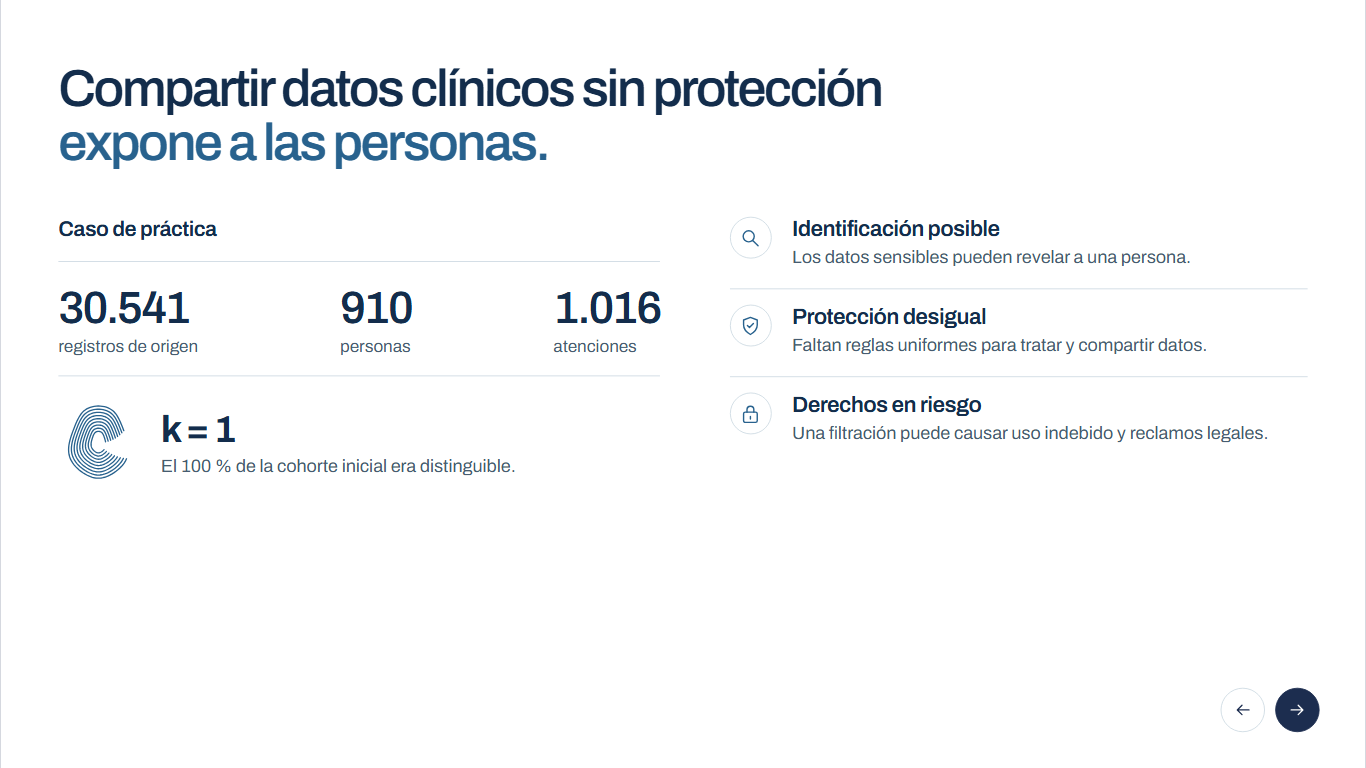 Compartir datos clínicos sin protección
expone a las personas.
Caso de práctica
30.541
registros de origen
910
personas
1.016
atenciones
k = 1
El 100 % de la cohorte inicial era distinguible.
Identificación posible
Los datos sensibles pueden revelar a una persona.
Protección desigual
Faltan reglas uniformes para tratar y compartir datos.
Derechos en riesgo
Una filtración puede causar uso indebido y reclamos legales.